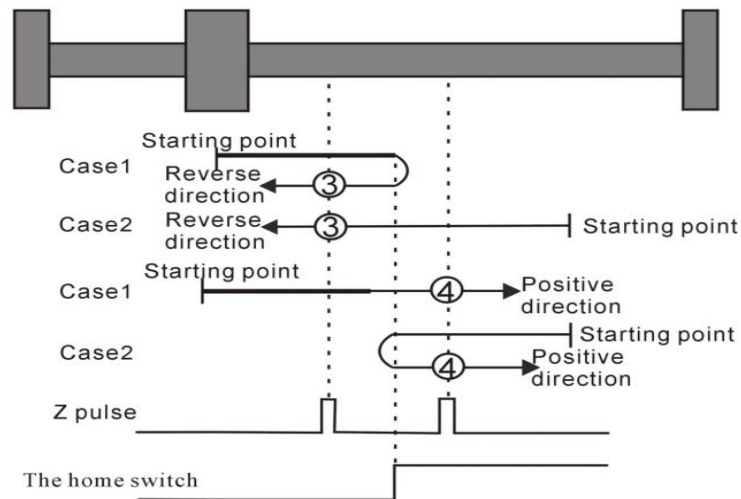 Starting point
Case1
Reverse
direction
③
Case2
Reverse
direction
③
Starting point
Starting point
Case1
④
Positive
direction
Starting point
Case2
④
Positive
direction
Z pulse
The home switch